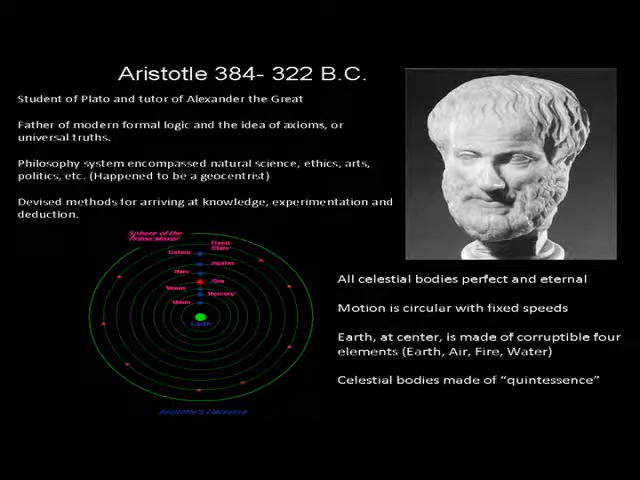 Aristotle 384- 322 B.C.
Student of Plato and tutor of Alexander the Great
Father of modern formal logic and the idea of axioms, or
universal truths.
Philosophy system encompassed natural science, ethics, arts,
politics, etc. (Happened to be a geocentrist)
Devised methods for arriving at knowledge, experimentation and
deduction.
Sphere of the
Prime Mover
Fixed
Stars
Saturn
Jupiter
Mars
Sun
Venus
Mercury
Moon
Earth
Aristotle's Universe
All celestial bodies perfect and eternal
Motion is circular with fixed speeds
Earth, at center, is made of corruptible four
elements (Earth, Air, Fire, Water)
Celestial bodies made of “quintessence”